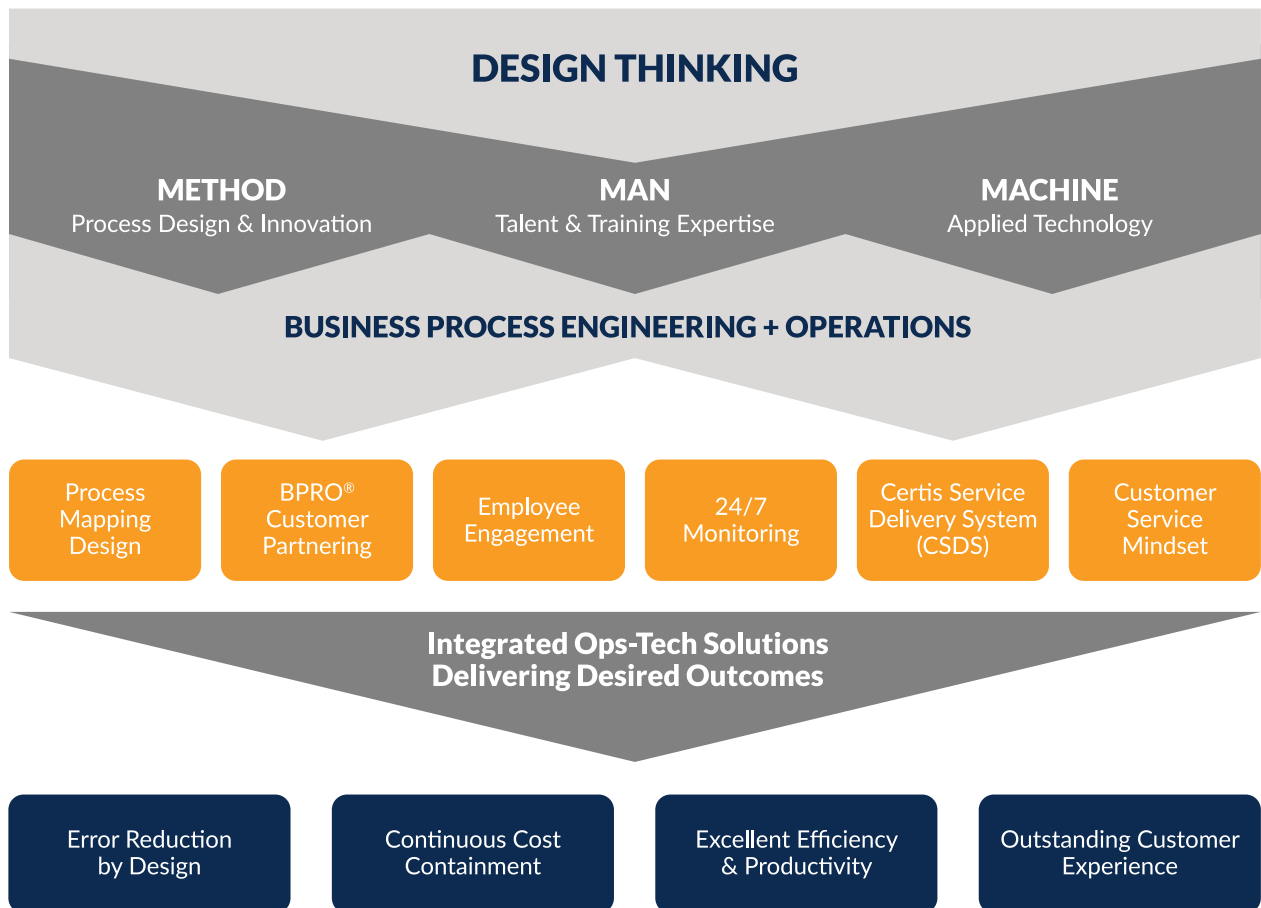 DESIGN THINKING
METHOD
Process Design & Innovation
MAN
Talent & Training Expertise
MACHINE
Applied Technology
BUSINESS PROCESS ENGINEERING + OPERATIONS
Process
Mapping
Design
BPRO®
Customer
Partnering
Employee
Engagement
24/7
Monitoring
Certis Service
Delivery System
(CSDS)
Customer
Service
Mindset
Integrated Ops-Tech Solutions
Delivering Desired Outcomes
Error Reduction
by Design
Continuous Cost
Containment
Excellent Efficiency
& Productivity
Outstanding Customer
Experience